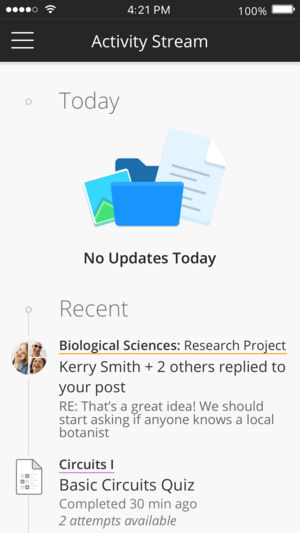 4:21 PM
100%
Activity Stream
Today
No Updates Today
Recent
Biological Sciences: Research Project
Kerry Smith + 2 others replied to
your post
RE: That's a great idea! We should
start asking if anyone knows a local
botanist
Circuits I
Basic Circuits Quiz
Completed 30 min ago
2 attempts available